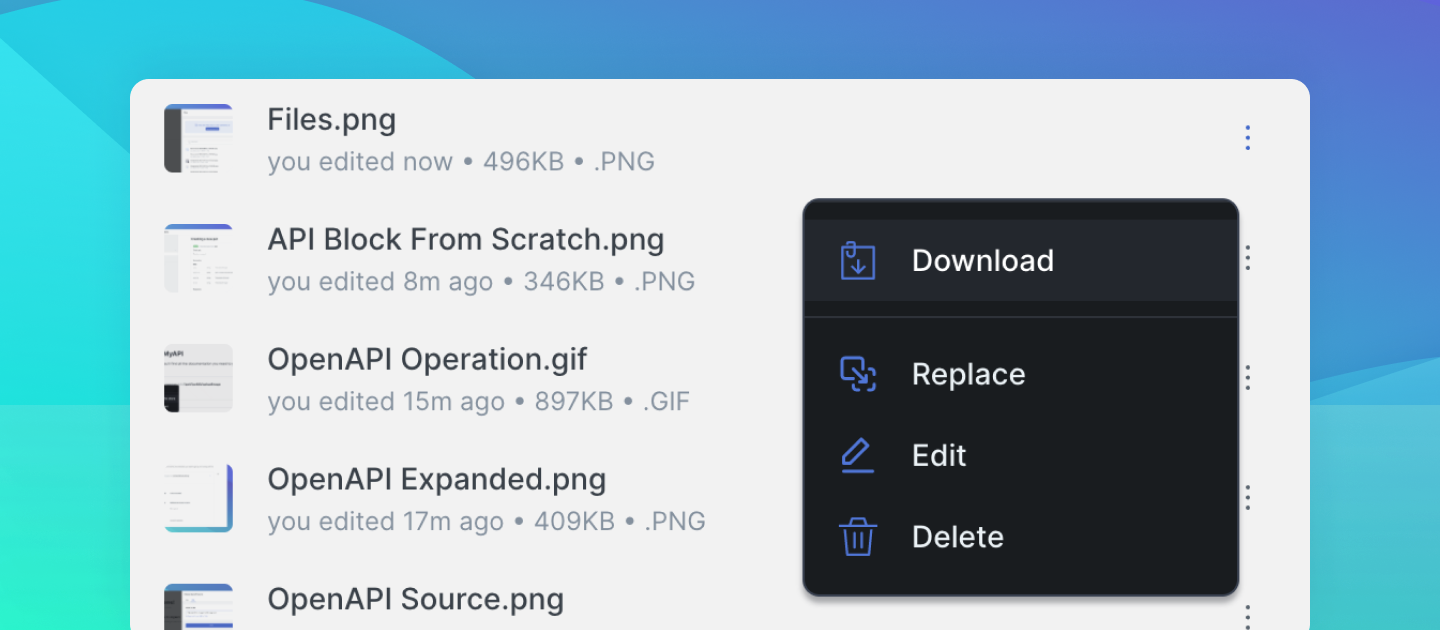 Files.png
you edited now • 496KB • .PNG
API Block From Scratch.png
you edited 8m ago • 346KB • .PNG
OpenAPI Operation.gif
you edited 15m ago • 897KB • .GIF
OpenAPI Expanded.png
you edited 17m ago • 409KB • .PNG
OpenAPI Source.png
Download
Replace
Edit
Delete
MyAPI